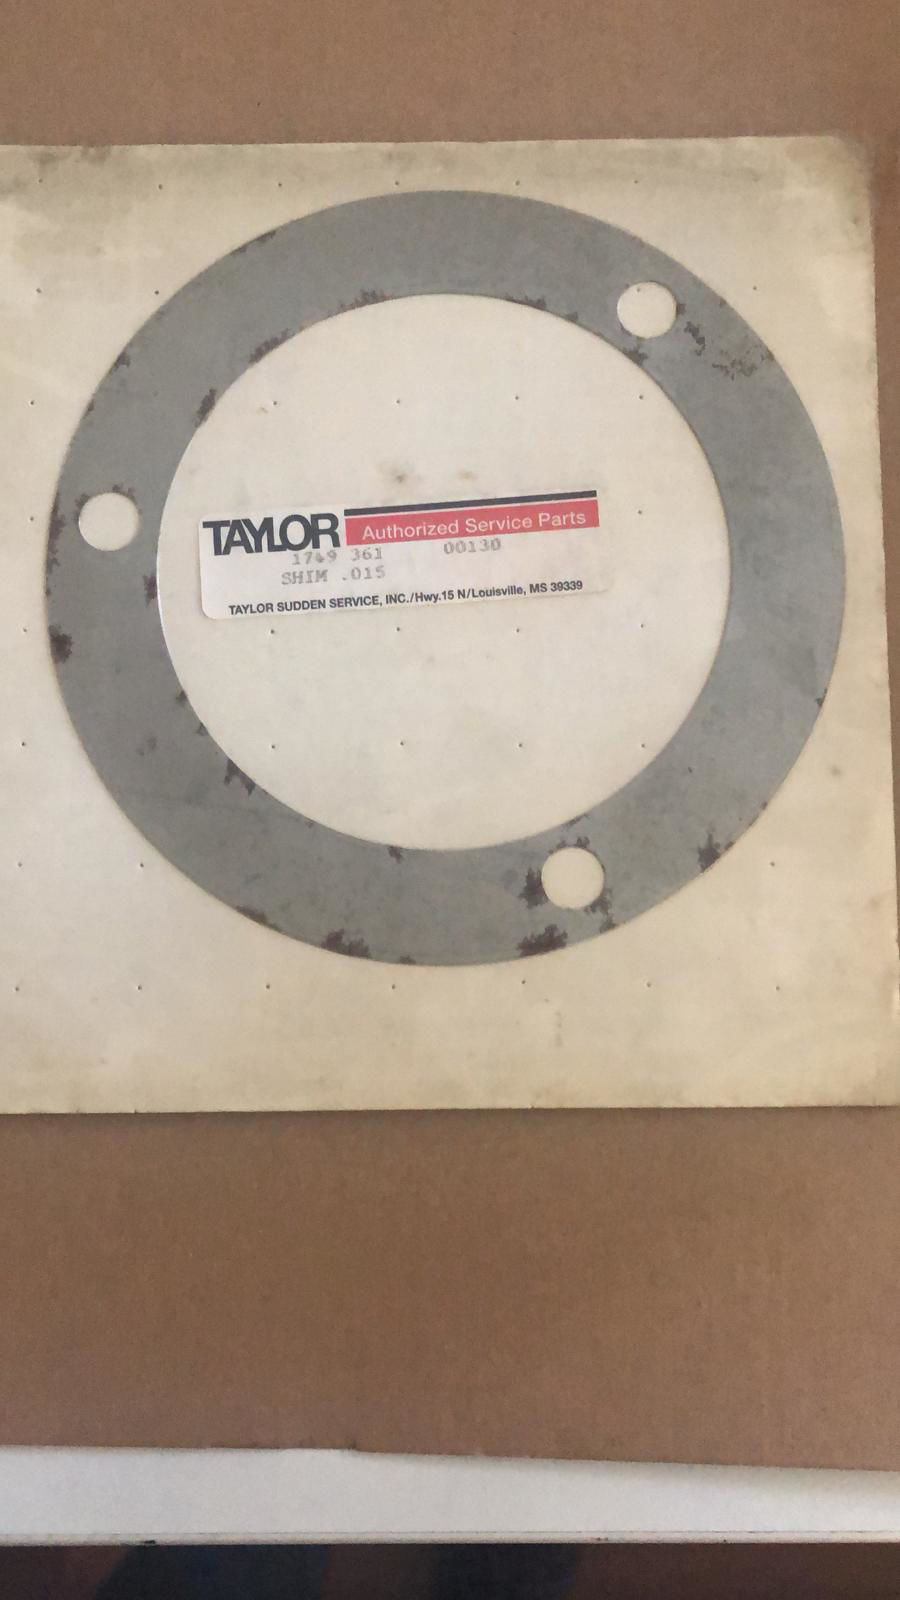 TAYLOR Authorized Service Parts
1749 361 00130
SHIM .015
TAYLOR SUDDEN SERVICE, INC./Hwy.15 N/Louisville, MS 39339